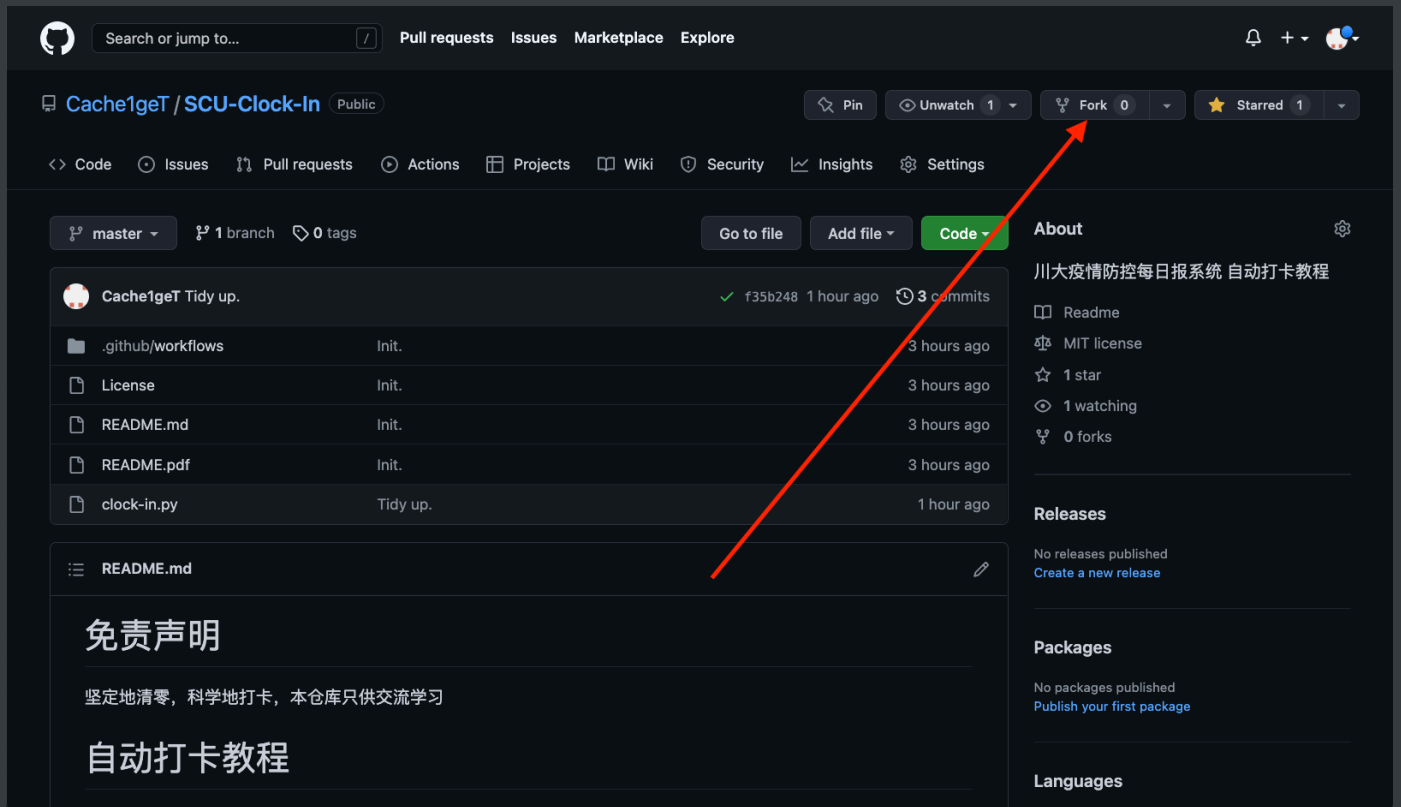 Search or jump to... / Pull requests Issues Marketplace Explore
Cache1geT / SCU-Clock-In Public Pin Unwatch 1 Fork 0 Starred 1
Code Issues Pull requests Actions Projects Wiki Security Insights Settings
master 1 branch 0 tags Go to file Add file Code
Cache1geT Tidy up. f35b248 1 hour ago 3 commits
.github/workflows Init. 3 hours ago
License Init. 3 hours ago
README.md Init. 3 hours ago
README.pdf Init. 3 hours ago
clock-in.py Tidy up. 1 hour ago
README.md
免责声明
坚定地清零，科学地打卡，本仓库只供交流学习
自动打卡教程
About
川大疫情防控每日报系统 自动打卡教程
Readme
MIT license
1 star
1 watching
0 forks
Releases
No releases published
Create a new release
Packages
No packages published
Publish your first package
Languages